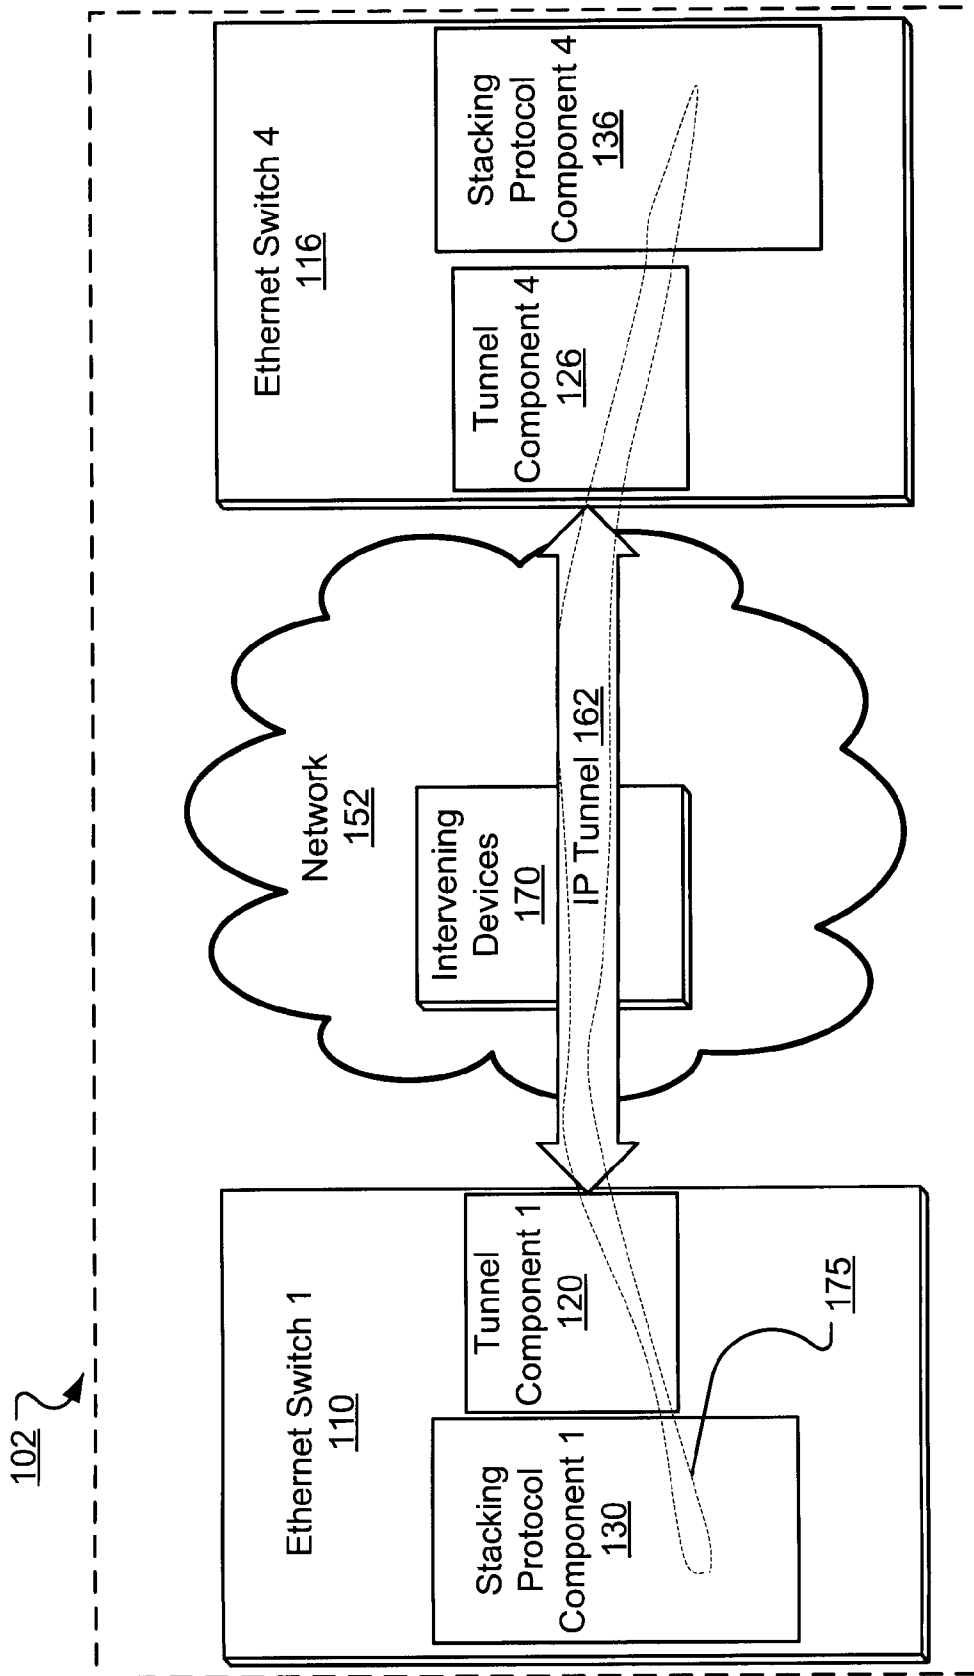 102
Ethernet Switch 1
110
Stacking
Protocol
Component 1
130
Tunnel
Component 1
120
175
Network
152
Intervening
Devices
170
IP Tunnel 162
Ethernet Switch 4
116
Tunnel
Component 4
126
Stacking
Protocol
Component 4
136